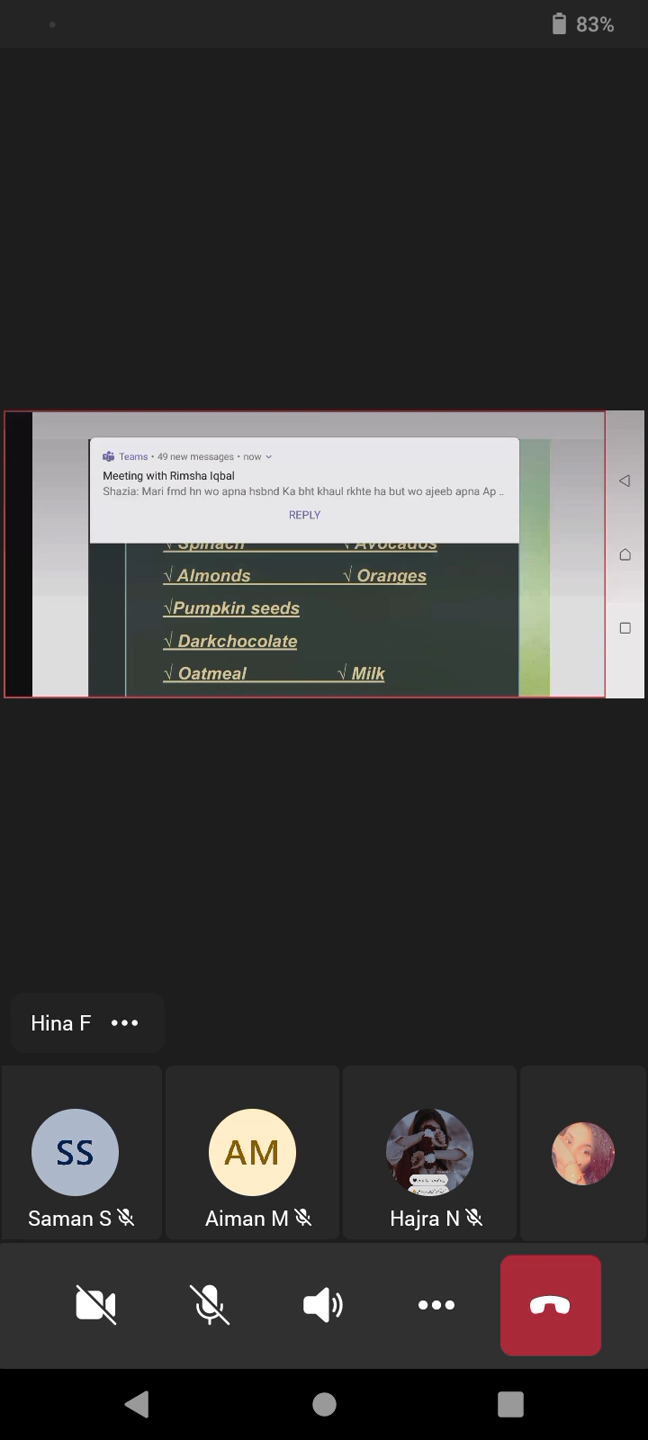 83%
Teams • 49 new messages • now
Meeting with Rimsha Iqbal
Shazia: Mari fmd hn wo apna hsbnd Ka bht khaul rkhte ha but wo ajeeb apna Ap ..
REPLY
√ Spinach √ Avocados
√ Almonds √ Oranges
√Pumpkin seeds
√ Darkchocolate
√ Oatmeal √ Milk
Hina F •••
SS AM
Saman S Aiman M Hajra N